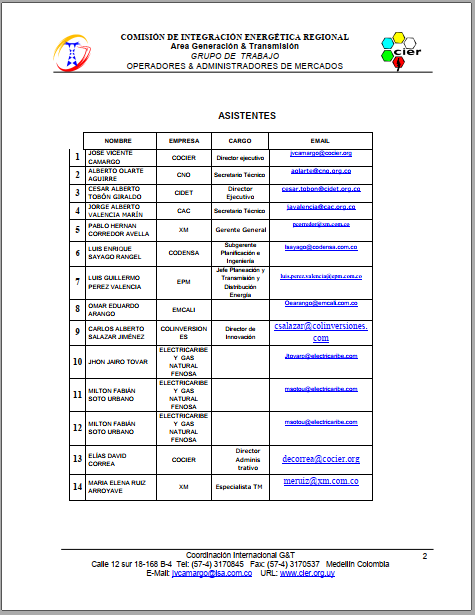 COMISIÓN DE INTEGRACIÓN ENERGÉTICA REGIONAL
Area Generación & Transmisión
GRUPO DE TRABAJO
OPERADORES & ADMINISTRADORES DE MERCADOS
cier
ASISTENTES
NOMBRE EMPRESA CARGO EMAIL
1 JOSE VICENTE CAMARGO COCIER Director ejecutivo jvcamargo@cocier.org
2 ALBERTO OLARTE AGUIRRE CNO Secretario Técnico aolarte@cno.org.co
3 CESAR ALBERTO TOBÓN GIRALDO CIDET Director Ejecutivo cesar.tobon@cidet.org.co
4 JORGE ALBERTO VALENCIA MARÍN CAC Secretario Técnico javalencia@cac.org.co
5 PABLO HERNAN CORREDOR AVELLA XM Gerente General pcorredor@xm.com.co
6 LUIS ENRIQUE SAYAGO RANGEL CODENSA Subgerente Planificación e Ingeniería lssyago@codensa.com.co
7 LUIS GUILLERMO PEREZ VALENCIA EPM Jefe Planeación y Transmisión y Distribución Energía luis.perez.valencia@epm.com.co
8 OMAR EDUARDO ARANGO EMCALI Oearango@emcali.com.co
9 CARLOS ALBERTO SALAZAR JIMÉNEZ COLINVERSION ES Director de Innovación csalazar@colinversiones.com
10 JHON JAIRO TOVAR ELECTRICARIBE Y GAS NATURAL FENOSA Jtovarc@electricaribe.com
11 MILTON FABIÁN SOTO URBANO ELECTRICARIBE Y GAS NATURAL FENOSA msotou@electricaribe.com
12 MILTON FABIÁN SOTO URBANO ELECTRICARIBE Y GAS NATURAL FENOSA msotou@electricaribe.com
13 ELÍAS DAVID CORREA COCIER Director Adminis trativo decorrea@cocier.org
14 MARIA ELENA RUIZ ARROYAVE XM Especialista TM meruiz@xm.com.co
Coordinación Internacional G&T 2
Calle 12 sur 18-168 B-4 Tel: (57-4) 3170845 Fax: (57-4) 3170537 Medellín Colombia
E-Mail: jvcamargo@isa.com.co URL: www.cier.org.uy